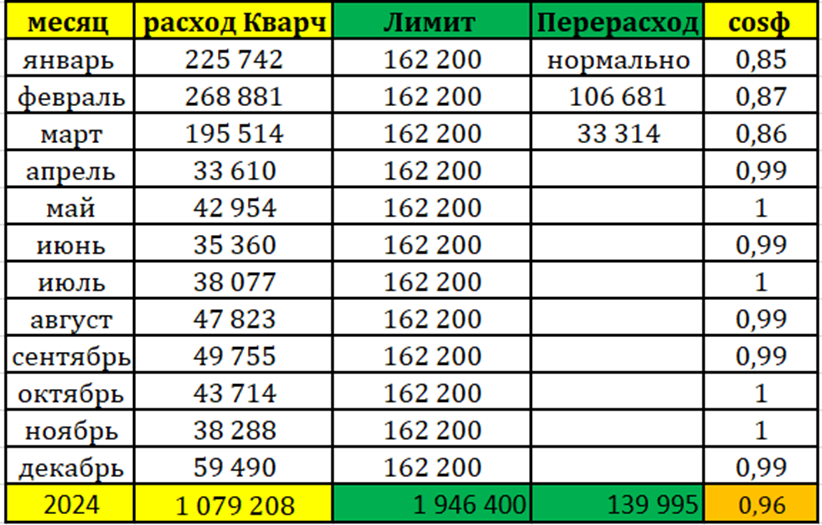 месяц расход Кварч Лимит Перерасход cosф
январь 225 742 162 200 нормально 0,85
февраль 268 881 162 200 106 681 0,87
март 195 514 162 200 33 314 0,86
апрель 33 610 162 200 0,99
май 42 954 162 200 1
июнь 35 360 162 200 0,99
июль 38 077 162 200 1
август 47 823 162 200 0,99
сентябрь 49 755 162 200 0,99
октябрь 43 714 162 200 1
ноябрь 38 288 162 200 1
декабрь 59 490 162 200 0,99
2024 1 079 208 1 946 400 139 995 0,96